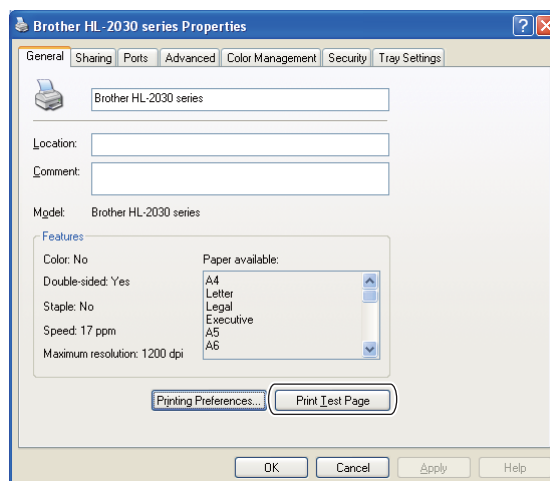 Brother HL-2030 series Properties
General Sharing Ports Advanced Color Management Security Tray Settings
Brother HL-2030 series
Location:
Comment:
Model: Brother HL-2030 series
Features
Color: No
Paper available:
Double-sided: Yes
A4
Letter
Staple: No
Legal
Executive
Speed: 17 ppm
A5
A6
Maximum resolution: 1200 dpi
Printing Preferences... Print Test Page
OK Cancel Apply Help